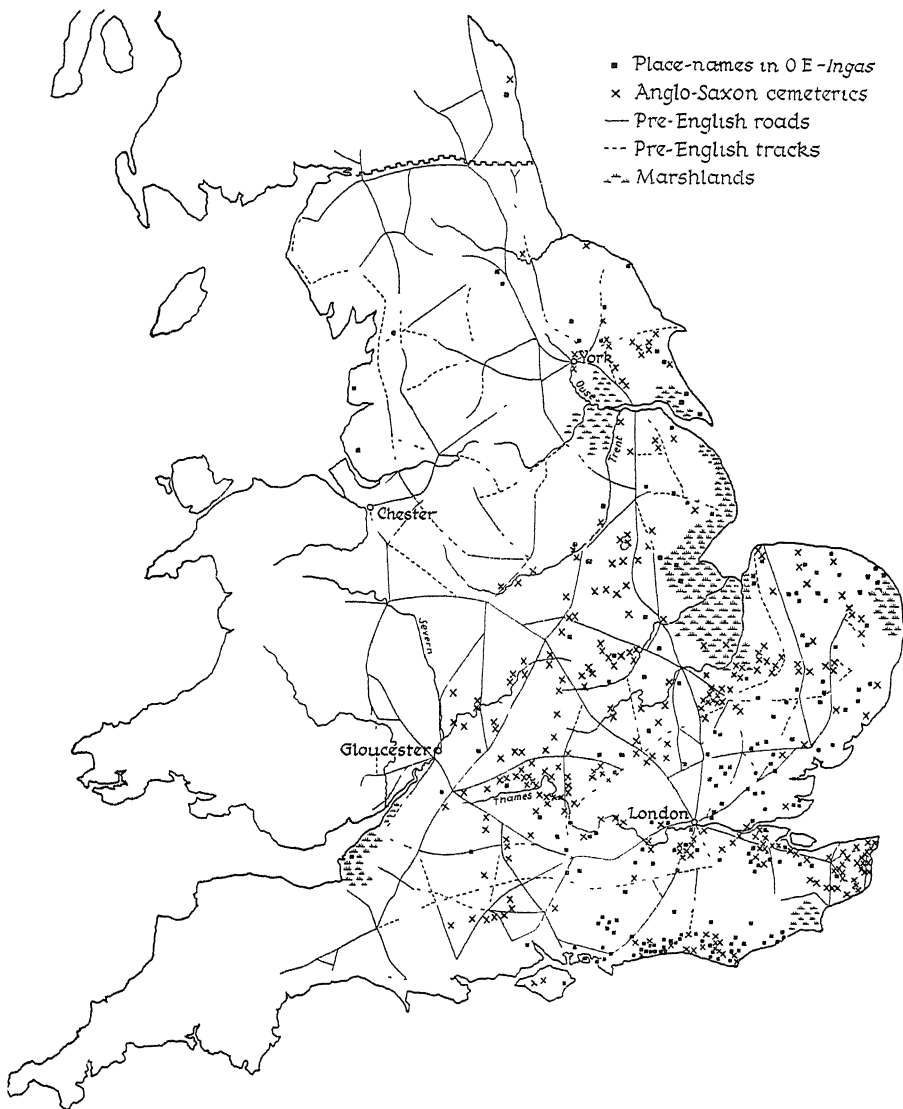 Place-names in O E -Ingas
Anglo-Saxon cemeteries
Pre-English roads
Pre-English tracks
Marshlands
York
Ouse
Trent
Chester
Severn
Gloucester
Thames
London